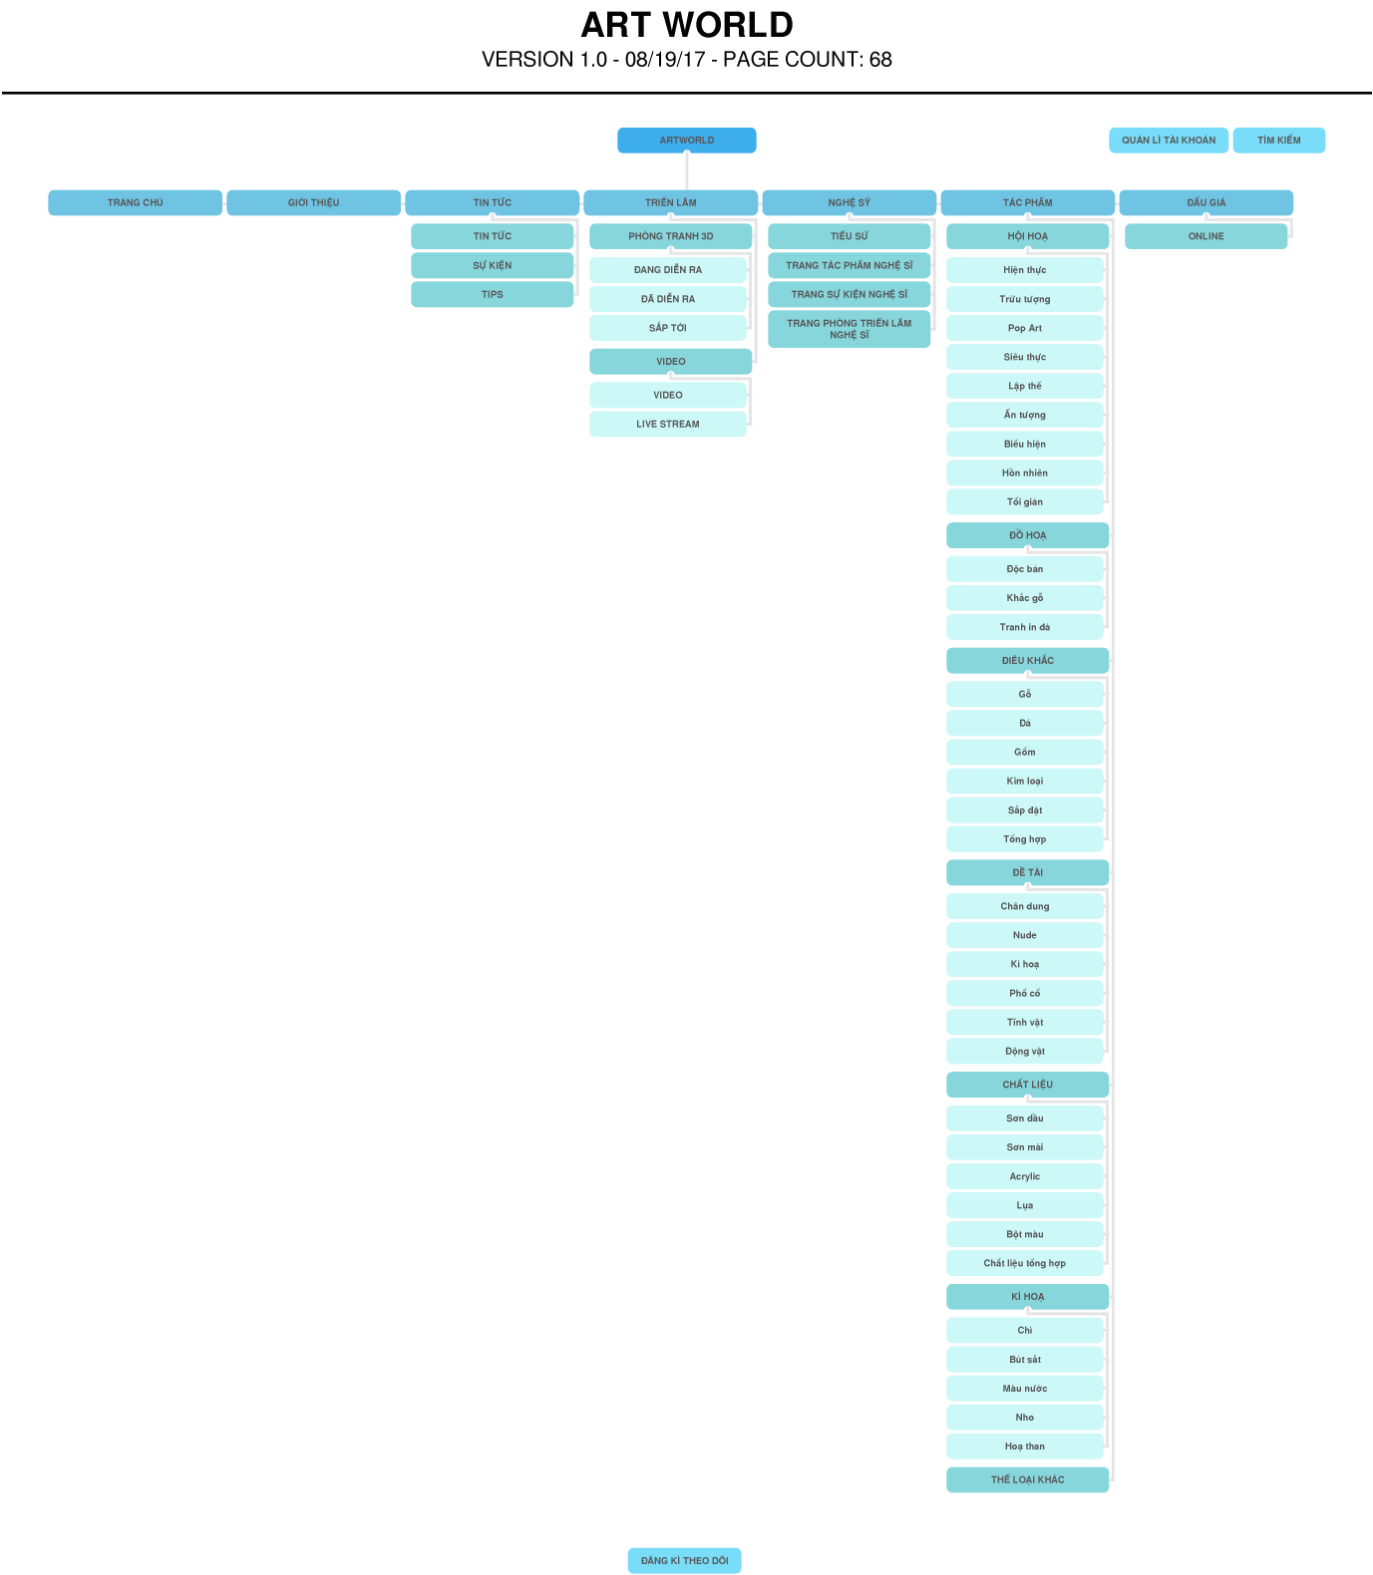 ART WORLD
VERSION 1.0 - 08/19/17 - PAGE COUNT: 68
ARTWORLD
QUẢN LÍ TÀI KHOẢN
TÌM KIẾM
TRANG CHỦ
GIỚI THIỆU
TIN TỨC
TRIỂN LÃM
NGHỆ SỸ
TÁC PHẨM
ĐẤU GIÁ
TIN TỨC
SỰ KIỆN
TIPS
PHÒNG TRANH 3D
ĐANG DIỄN RA
ĐÃ DIỄN RA
SẮP TỚI
VIDEO
VIDEO
LIVE STREAM
TIỂU SỬ
TRANG TÁC PHẨM NGHỆ SĨ
TRANG SỰ KIỆN NGHỆ SĨ
TRANG PHÒNG TRIỂN LÃM
NGHỆ SĨ
HỘI HOẠ
Hiện thực
Trừu tượng
Pop Art
Siêu thực
Lập thể
Ấn tượng
Biểu hiện
Hồn nhiên
Tối giản
ĐỒ HOẠ
Độc bản
Khắc gỗ
Tranh in đá
ĐIÊU KHẮC
Gỗ
Đá
Gốm
Kim loại
Sắp đặt
Tổng hợp
ĐỀ TÀI
Chân dung
Nude
Kí hoạ
Phố cổ
Tĩnh vật
Động vật
CHẤT LIỆU
Sơn dầu
Sơn mài
Acrylic
Lụa
Bột màu
Chất liệu tổng hợp
KÍ HOẠ
Chì
Bút sắt
Màu nước
Nho
Hoạ than
THỂ LOẠI KHÁC
ONLINE
ĐĂNG KÍ THEO DÕI